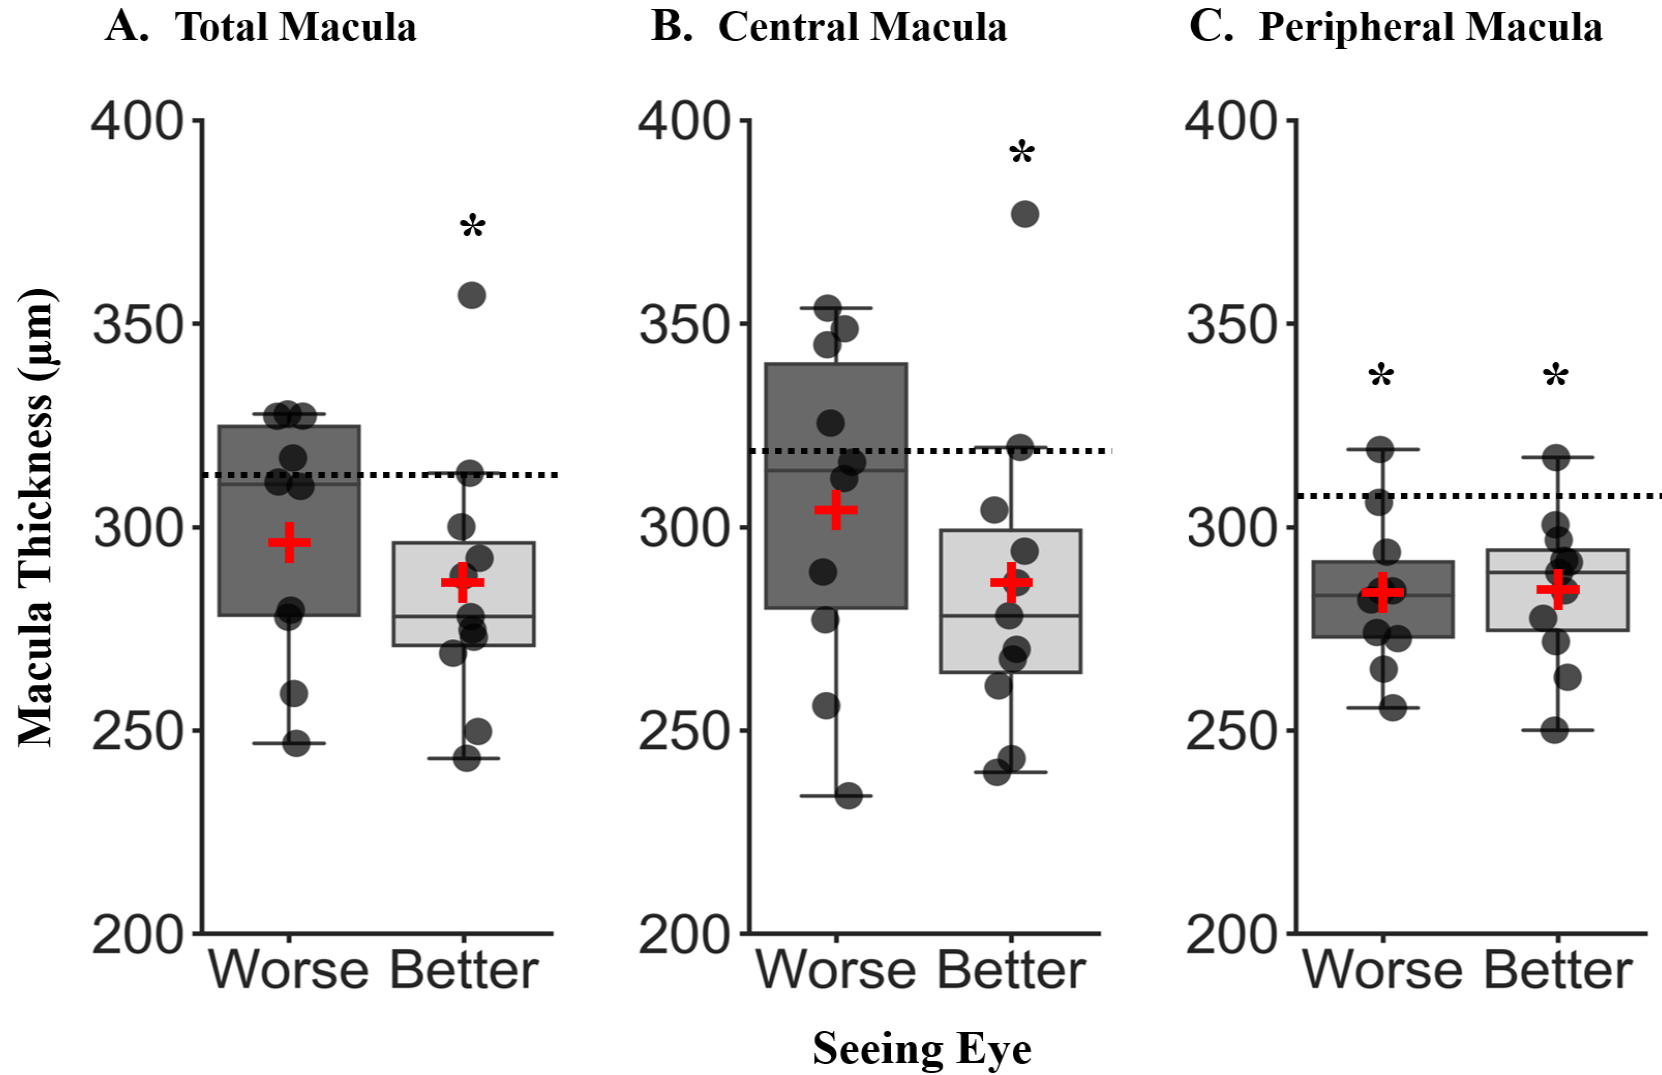 A. Total Macula
B. Central Macula
C. Peripheral Macula
Macula Thickness (µm)
400
350
300
250
200
*
Worse Better
400
350
300
250
200
*
Worse Better
400
350
300
250
200
* *
Worse Better
Seeing Eye